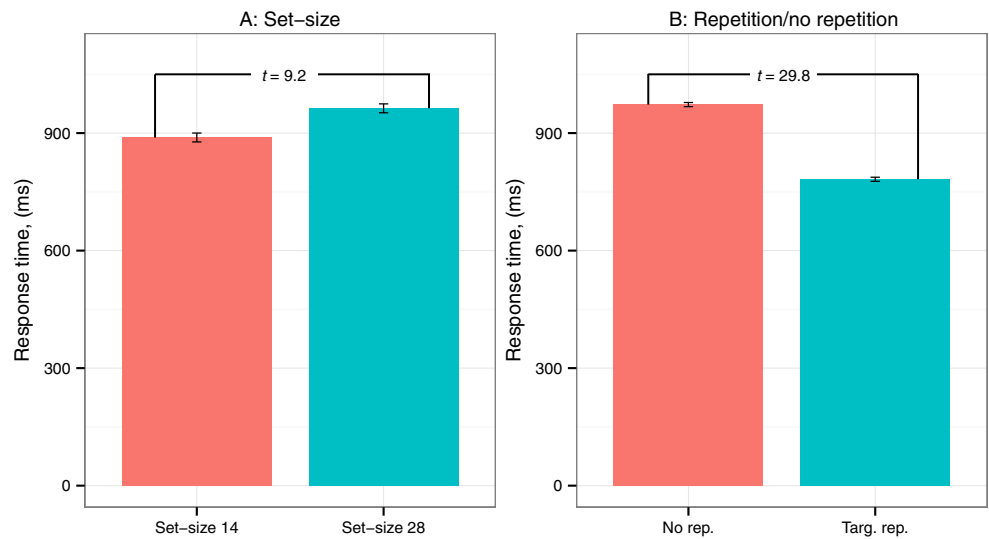 A: Set−size
t = 9.2
Response time, (ms)
900
600
300
0
Set−size 14
Set−size 28
B: Repetition/no repetition
t = 29.8
Response time, (ms)
900
600
300
0
No rep.
Targ. rep.